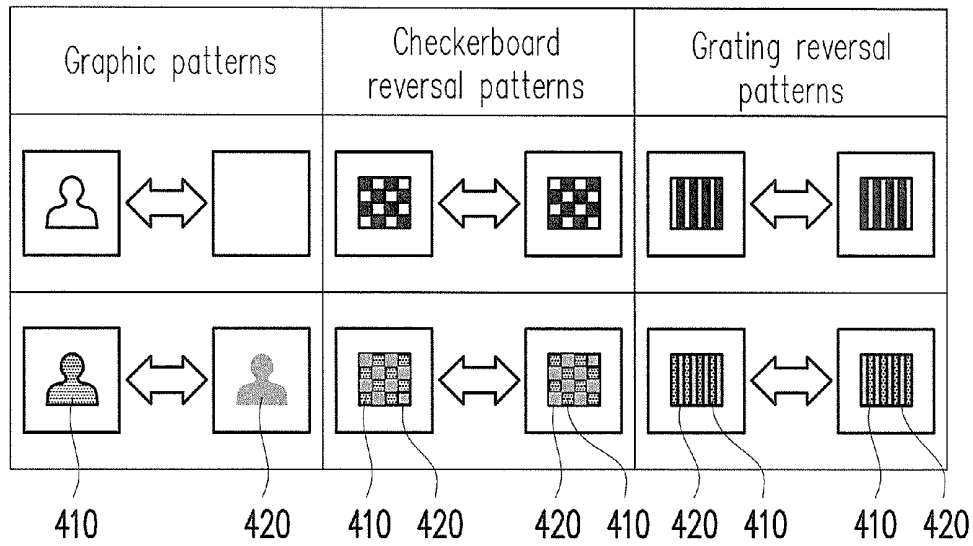 Graphic patterns
Checkerboard
reversal patterns
Grating reversal
patterns
410 420 410 420 420 410 420 410 410 420